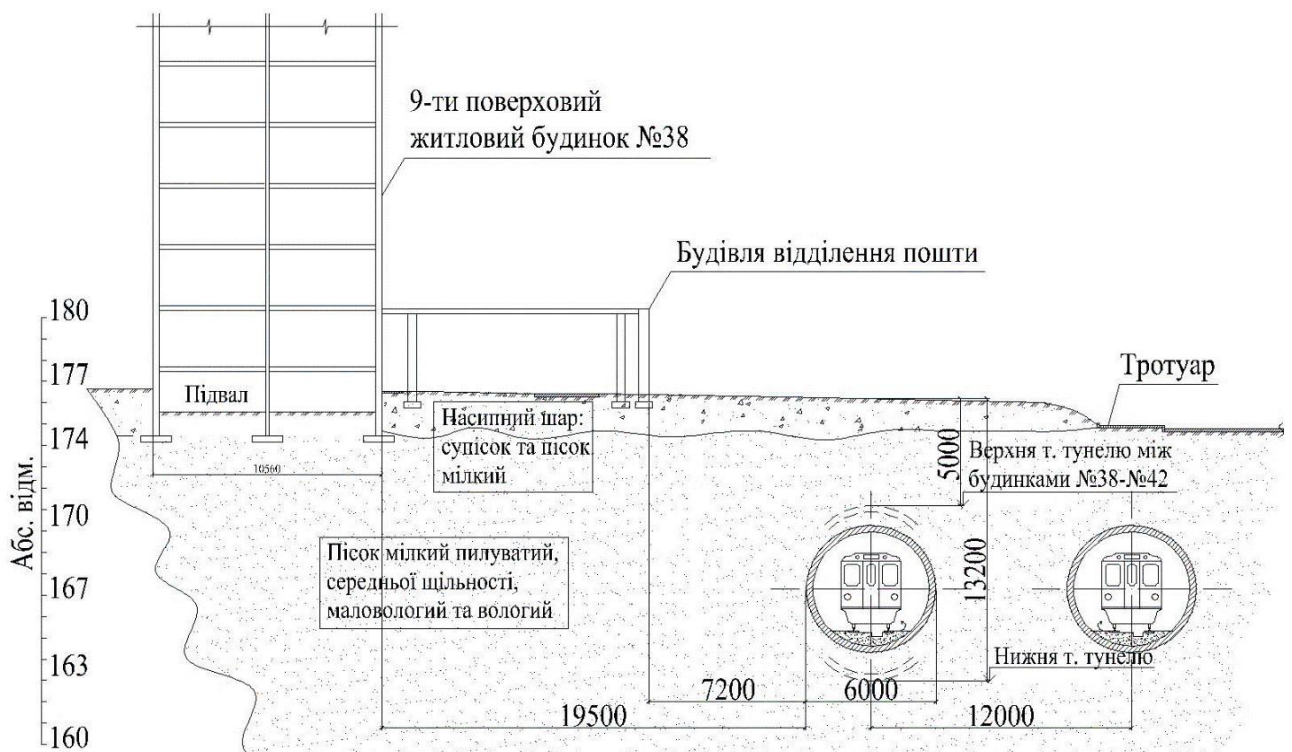 9-ти поверховий
житловий будинок №38
Будівля відділення пошти
180
177
174
170
167
163
160
Абс. відм.
Підвал
Тротуар
Насипний шар:
супісок та пісок
мілкий
5000
Верхня т. тунелю між
будинками №38-№42
10560
Пісок мілкий пилуватий,
середньої щільності,
маловологий та вологий
13200
Нижня т. тунелю
7200
6000
19500
12000